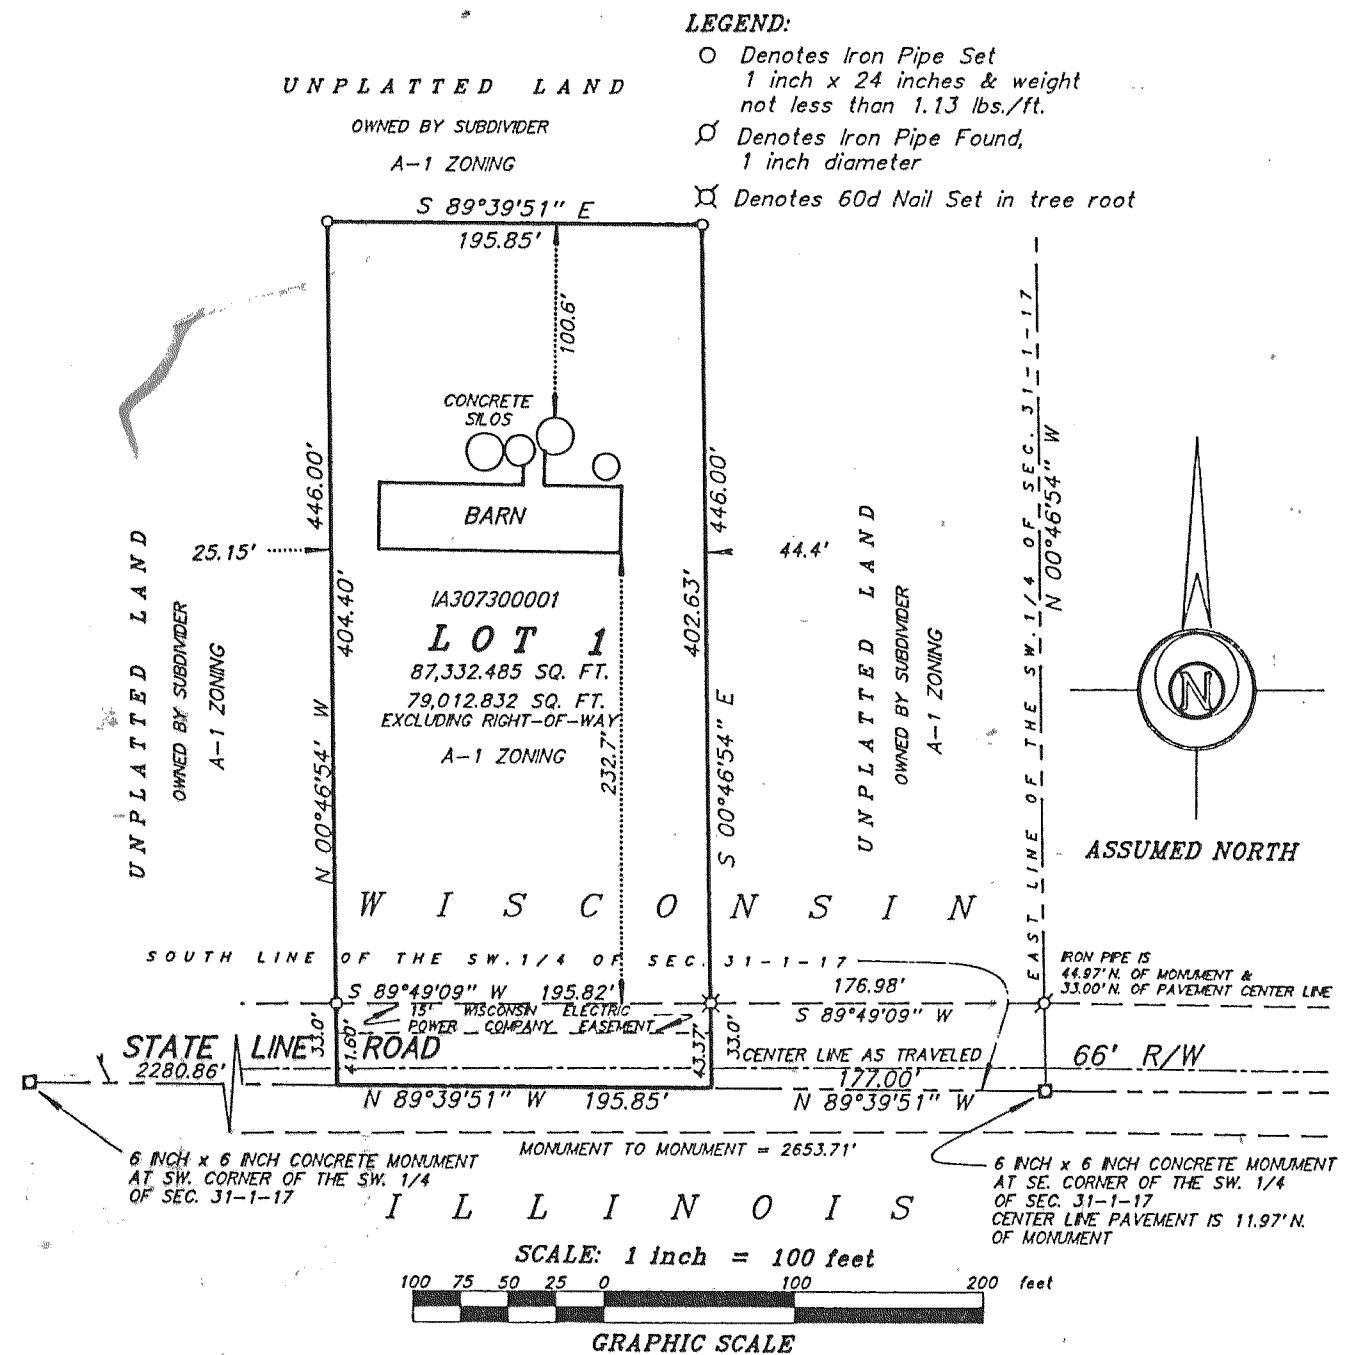 LEGEND:
Denotes Iron Pipe Set
1 inch x 24 inches & weight
not less than 1.13 lbs./ft.
Denotes Iron Pipe Found,
1 inch diameter
Denotes 60d Nail Set in tree root
UNPLATTED LAND
OWNED BY SUBDIVIDER
A-1 ZONING
S 89°39'51" E
195.85'
100.6'
CONCRETE
SILOS
BARN
446.00'
446.00'
25.15'
44.4'
404.40'
402.63'
IA307300001
LOT 1
87,332.485 SQ. FT.
79,012.832 SQ. FT.
EXCLUDING RIGHT-OF-WAY
A-1 ZONING
232.7'
N 00°46'54" W
S 00°46'54" E
UNPLATTED LAND
OWNED BY SUBDIVIDER
A-1 ZONING
UNPLATTED LAND
OWNED BY SUBDIVIDER
A-1 ZONING
EAST LINE OF THE SW.1/4 OF SEC. 31-1-17
N 00°46'54" W
N
ASSUMED NORTH
WISCONSIN
SOUTH LINE OF THE SW.1/4 OF SEC. 31-1-17
IRON PIPE IS
44.97' N. OF MONUMENT &
33.00' N. OF PAVEMENT CENTER LINE
S 89°49'09" W 195.82'
176.98'
S 89°49'09" W
15' WISCONSIN ELECTRIC
POWER COMPANY EASEMENT
33.0'
41.60'
43.37'
33.0'
STATE LINE ROAD
CENTER LINE AS TRAVELED
66' R/W
2280.86'
177.00'
N 89°39'51" W 195.85'
N 89°39'51" W
MONUMENT TO MONUMENT = 2653.71'
6 INCH x 6 INCH CONCRETE MONUMENT
AT SW. CORNER OF THE SW. 1/4
OF SEC. 31-1-17
6 INCH x 6 INCH CONCRETE MONUMENT
AT SE. CORNER OF THE SW. 1/4
OF SEC. 31-1-17
CENTER LINE PAVEMENT IS 11.97' N.
OF MONUMENT
ILLINOIS
SCALE: 1 inch = 100 feet
100 75 50 25 0 100 200 feet
GRAPHIC SCALE